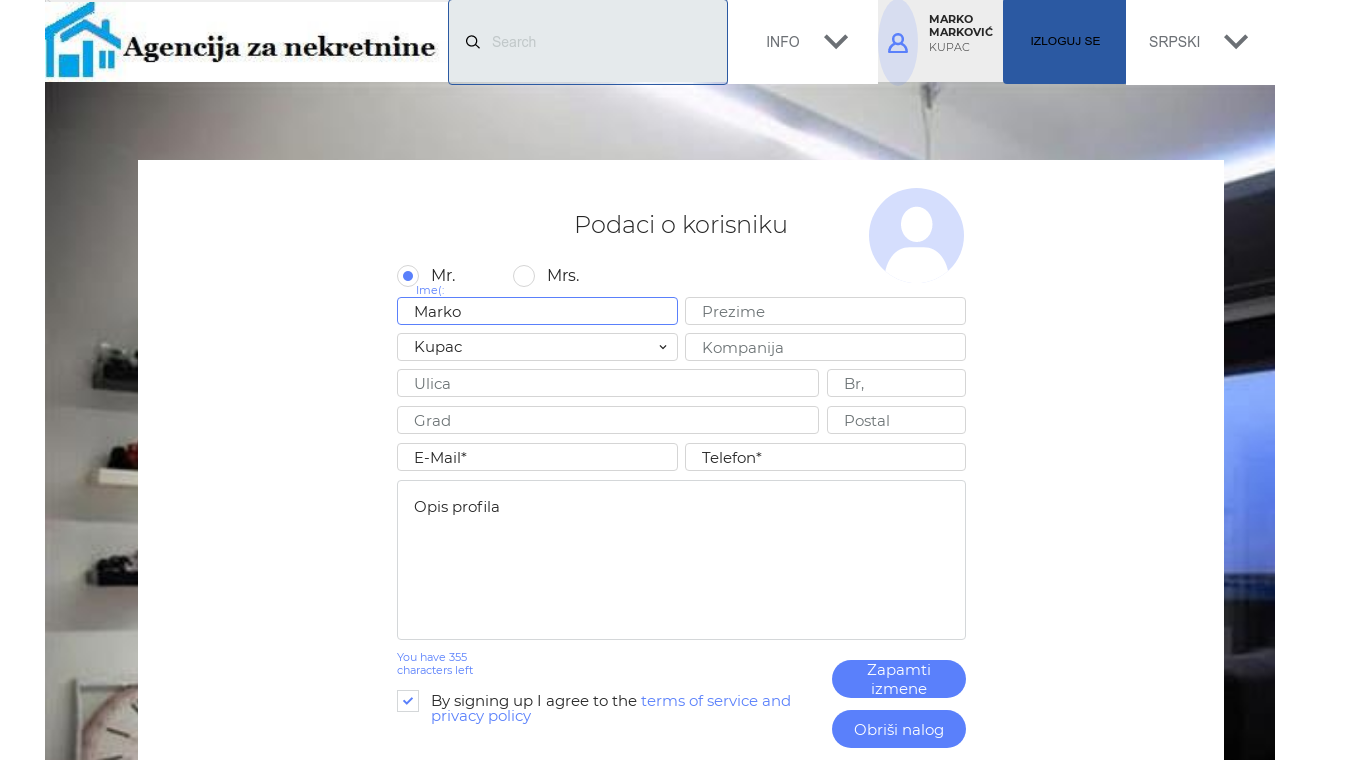 Agencija za nekretnine
Search
INFO
MARKO
MARKOVIĆ
KUPAC
IZLOGUJ SE
SRPSKI
Podaci o korisniku
Mr.
Mrs.
Ime(:
Marko
Prezime
Kupac
Kompanija
Ulica
Br,
Grad
Postal
E-Mail*
Telefon*
Opis profila
You have 355
characters left
Zapamti
izmene
By signing up I agree to the terms of service and
privacy policy
Obriši nalog